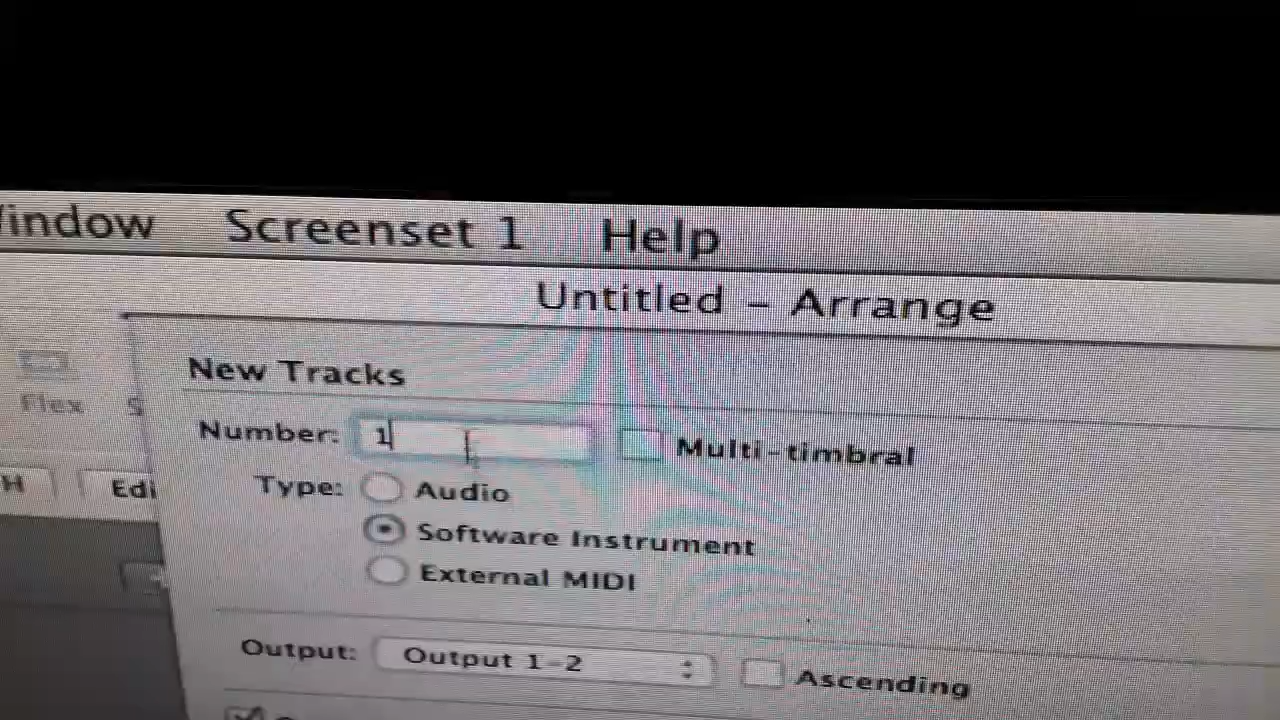 indow Screenset 1 Help
Untitled - Arrange
New Tracks
Flex
Number: 1 Multi-timbral
H Edi
Type: Audio
Software Instrument
External MIDI
Output: Output 1-2 Ascending